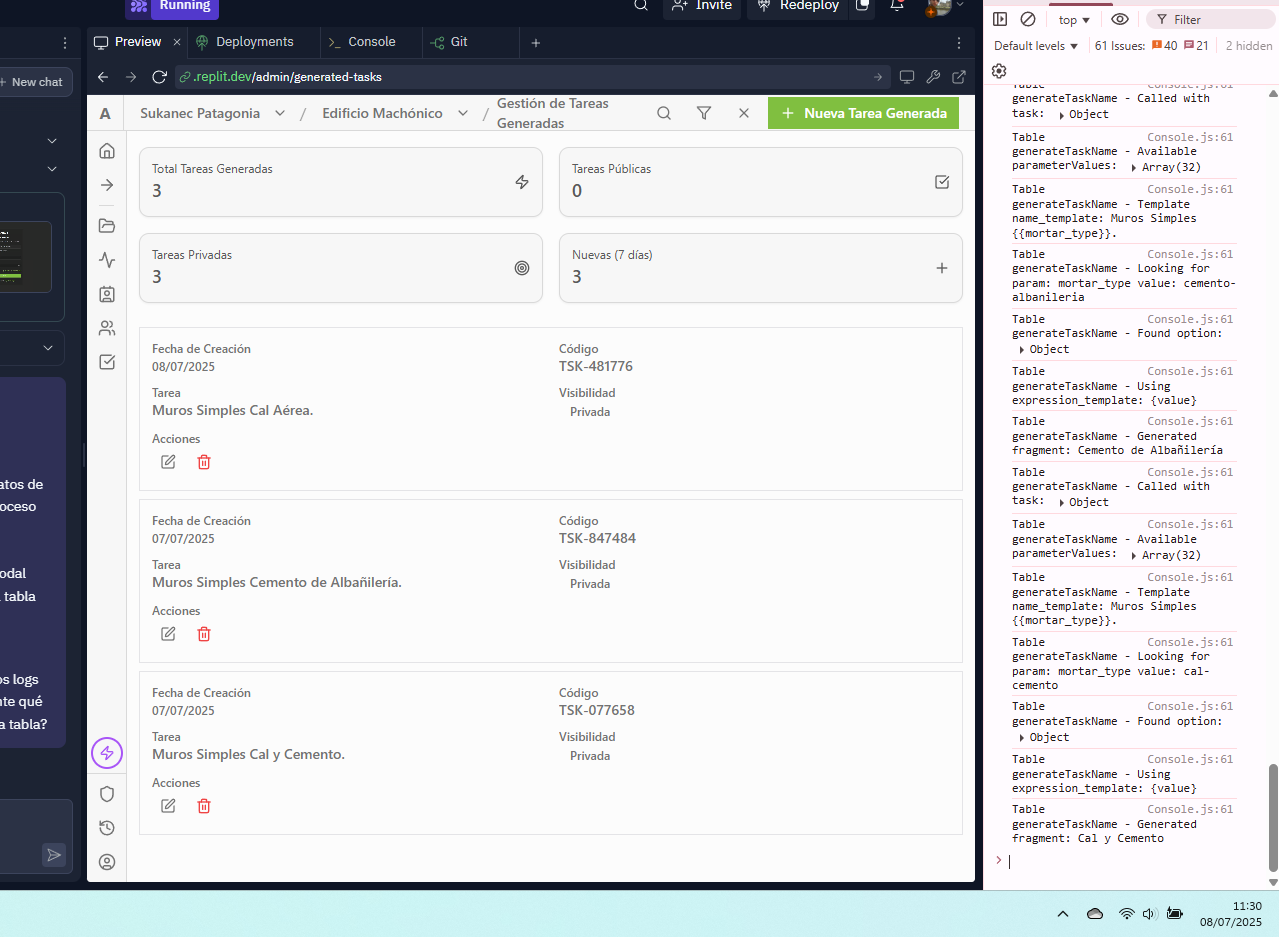 Running
Invite
Redeploy
Preview
Deployments
Console
Git
New chat
.replit.dev/admin/generated-tasks
A
Sukanec Patagonia
/
Edificio Machónico
/
Gestión de Tareas
Generadas
+ Nueva Tarea Generada
Total Tareas Generadas
3
Tareas Públicas
0
Tareas Privadas
3
Nuevas (7 días)
3
Fecha de Creación
08/07/2025
Código
TSK-481776
Tarea
Muros Simples Cal Aérea.
Visibilidad
Privada
Acciones
Fecha de Creación
07/07/2025
Código
TSK-847484
Tarea
Muros Simples Cemento de Albañilería.
Visibilidad
Privada
Acciones
Fecha de Creación
07/07/2025
Código
TSK-077658
Tarea
Muros Simples Cal y Cemento.
Visibilidad
Privada
Acciones
atos de
oceso
odal
tabla
os logs
nte qué
a tabla?
top
Filter
Default levels
61 Issues:
40
21
2 hidden
Table
generateTaskName - Called with
task: Object
Table Console.js:61
generateTaskName - Available
parameterValues: Array(32)
Table Console.js:61
generateTaskName - Template
name_template: Muros Simples
{{mortar_type}}.
Table Console.js:61
generateTaskName - Looking for
param: mortar_type value: cemento-
albanileria
Table Console.js:61
generateTaskName - Found option:
Object
Table Console.js:61
generateTaskName - Using
expression_template: {value}
Table Console.js:61
generateTaskName - Generated
fragment: Cemento de Albañilería
Table Console.js:61
generateTaskName - Called with
task: Object
Table Console.js:61
generateTaskName - Available
parameterValues: Array(32)
Table Console.js:61
generateTaskName - Template
name_template: Muros Simples
{{mortar_type}}.
Table Console.js:61
generateTaskName - Looking for
param: mortar_type value: cal-
cemento
Table Console.js:61
generateTaskName - Found option:
Object
Table Console.js:61
generateTaskName - Using
expression_template: {value}
Table Console.js:61
generateTaskName - Generated
fragment: Cal y Cemento
11:30
08/07/2025